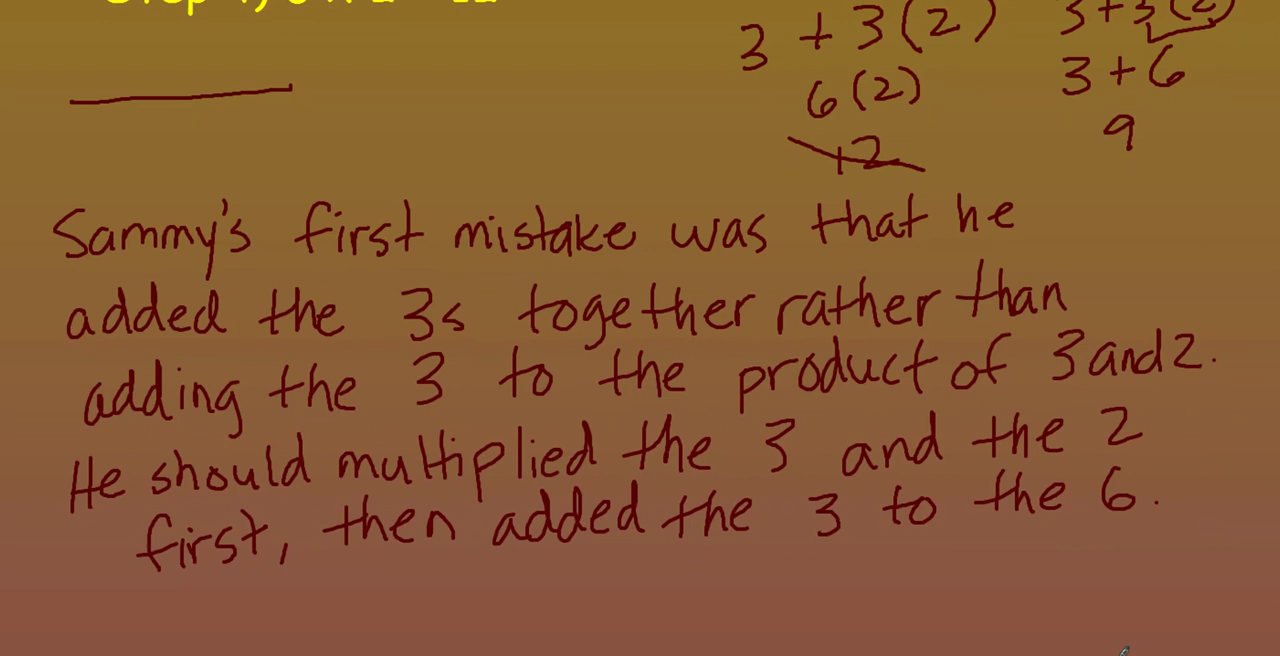 3 + 3(2) 3+3(2)
6(2) 3+6
12 9
Sammy's first mistake was that he
added the 3s together rather than
adding the 3 to the product of 3 and 2.
He should multiplied the 3 and the 2
first, then added the 3 to the 6.